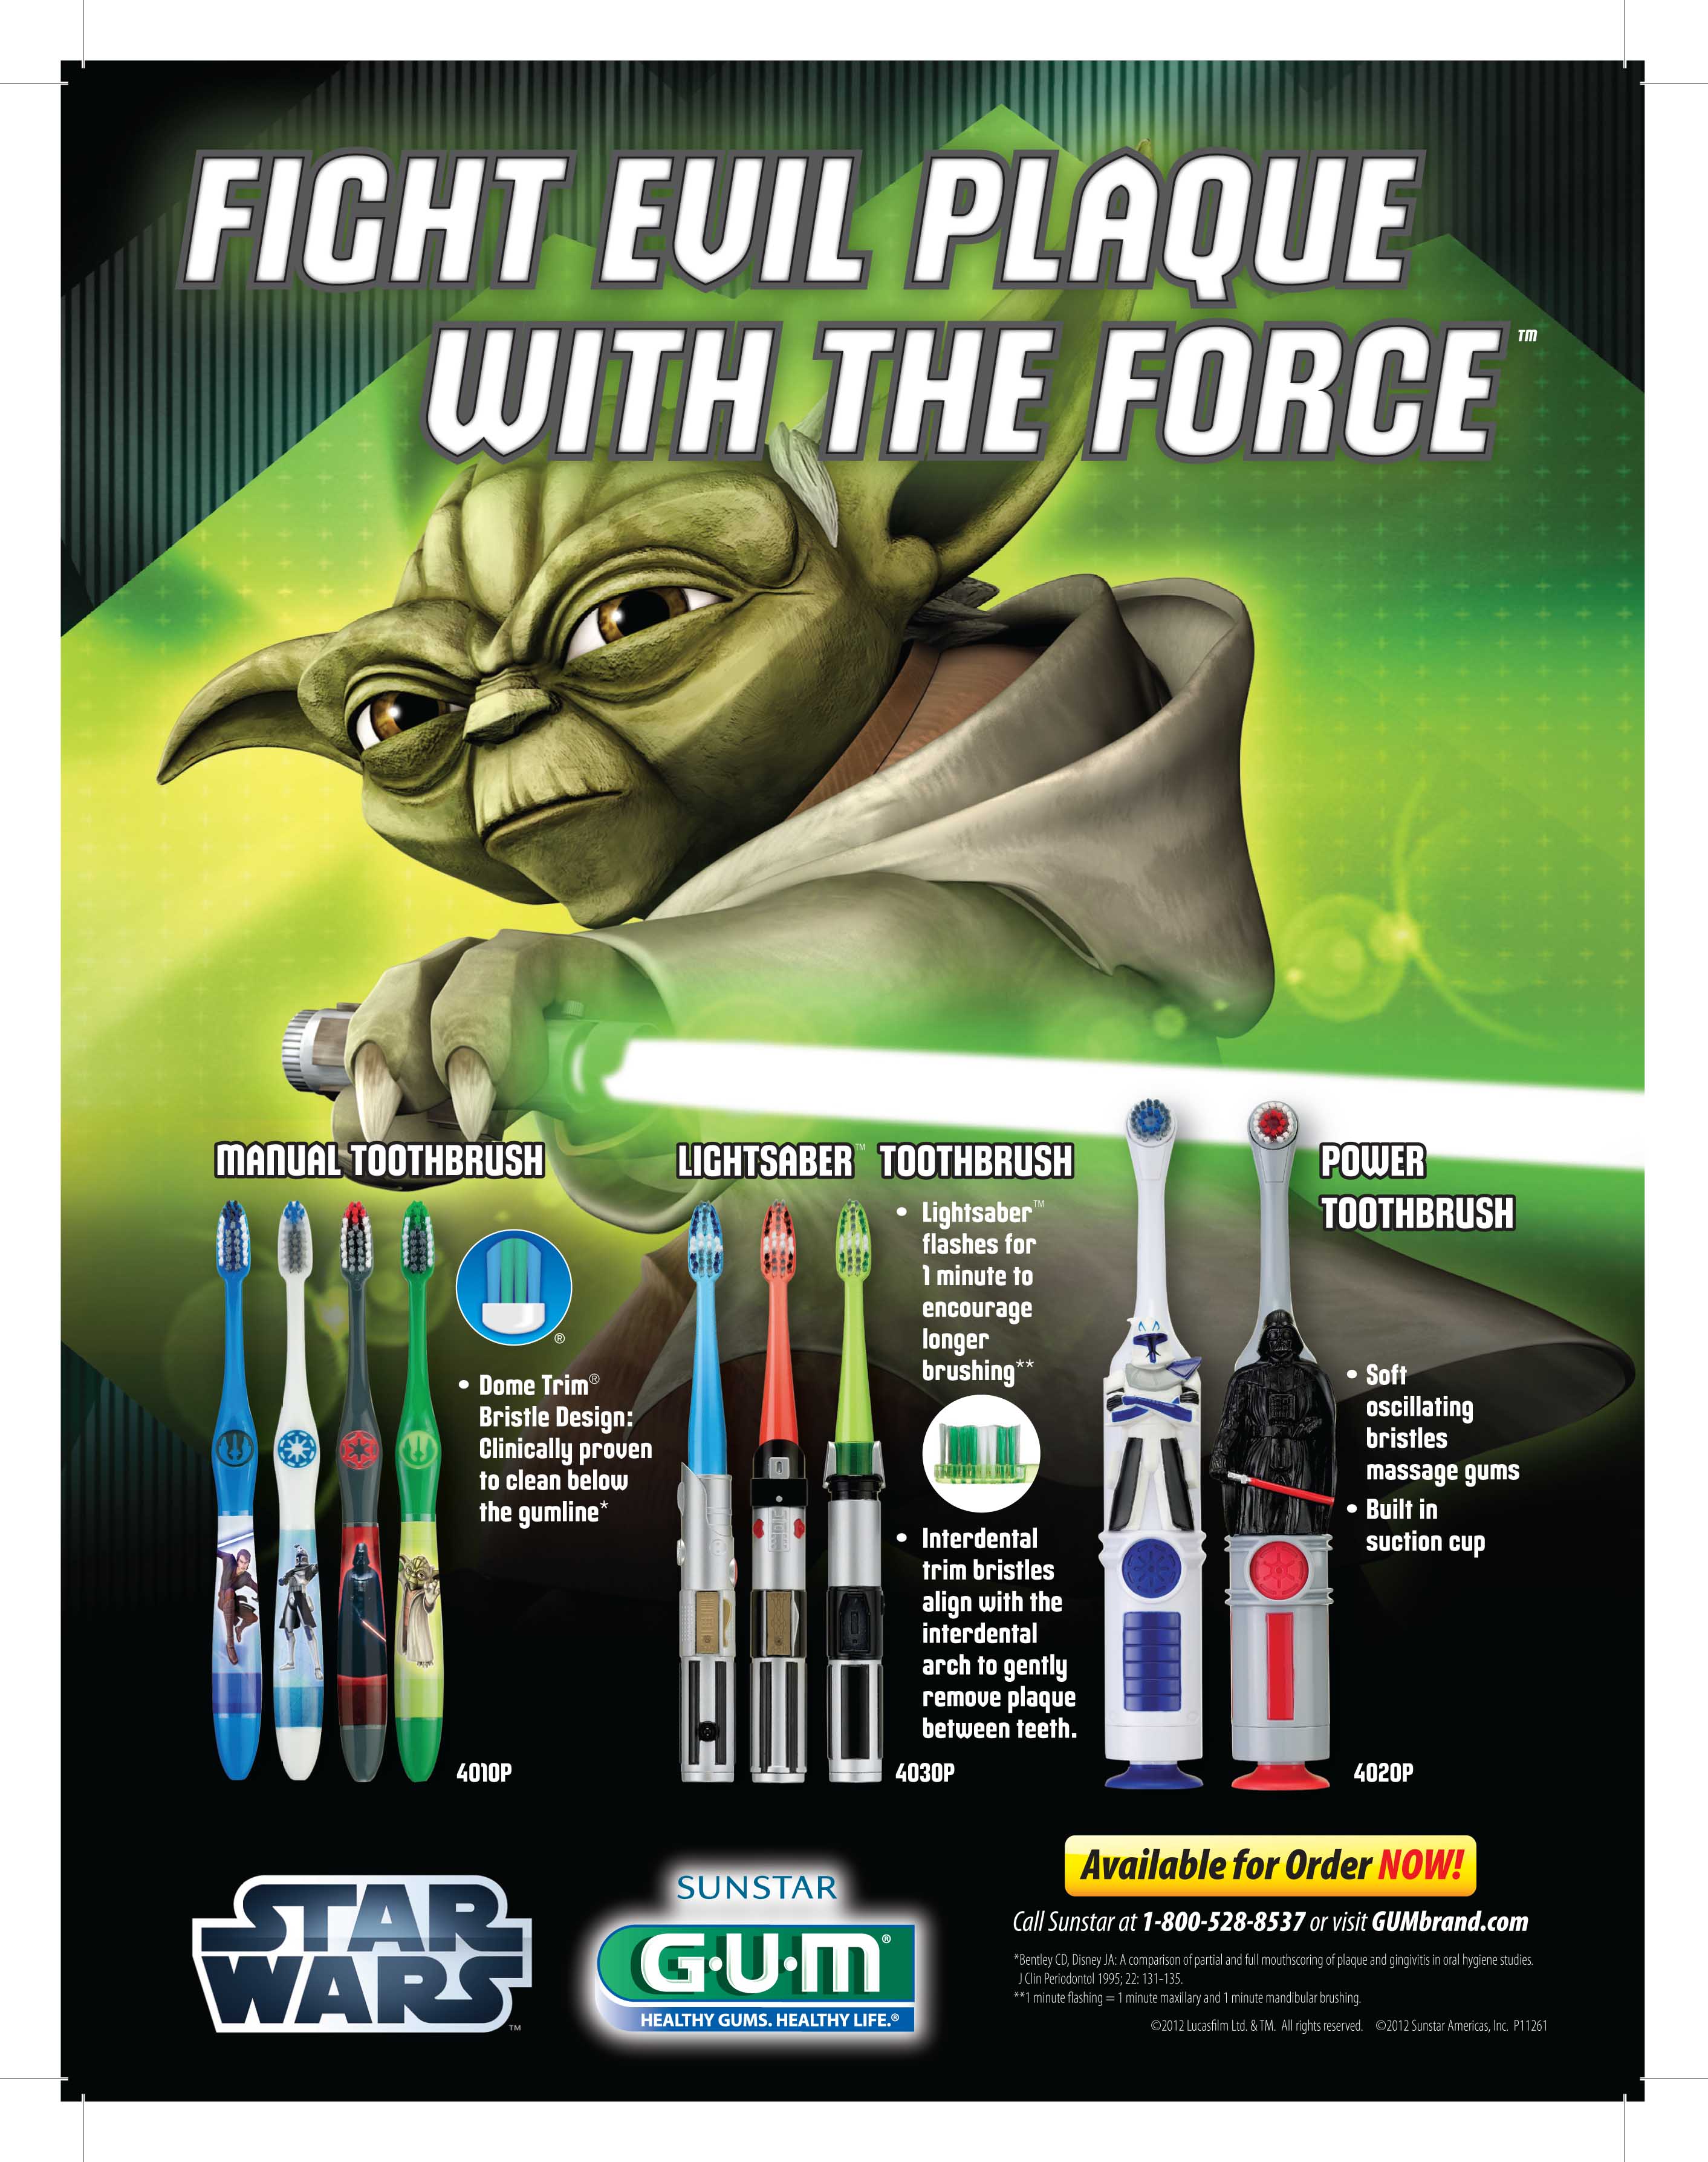 FIGHT EVIL PLAQUE
WITH THE FORCE™
MANUAL TOOTHBRUSH
®
• Dome Trim®
Bristle Design:
Clinically proven
to clean below
the gumline*
4010P
LIGHTSABER™ TOOTHBRUSH
• Lightsaber™
flashes for
1 minute to
encourage
longer
brushing**
• Interdental
trim bristles
align with the
interdental
arch to gently
remove plaque
between teeth.
4030P
POWER
TOOTHBRUSH
• Soft
oscillating
bristles
massage gums
• Built in
suction cup
4020P
STAR
WARS™
SUNSTAR
G·U·M®
HEALTHY GUMS. HEALTHY LIFE.®
Available for Order NOW!
Call Sunstar at 1-800-528-8537 or visit GUMbrand.com
*Bentley CD, Disney JA: A comparison of partial and full mouthscoring of plaque and gingivitis in oral hygiene studies.
J Clin Periodontol 1995; 22: 131-135.
**1 minute flashing = 1 minute maxillary and 1 minute mandibular brushing.
©2012 Lucasfilm Ltd. & TM. All rights reserved. ©2012 Sunstar Americas, Inc. P11261